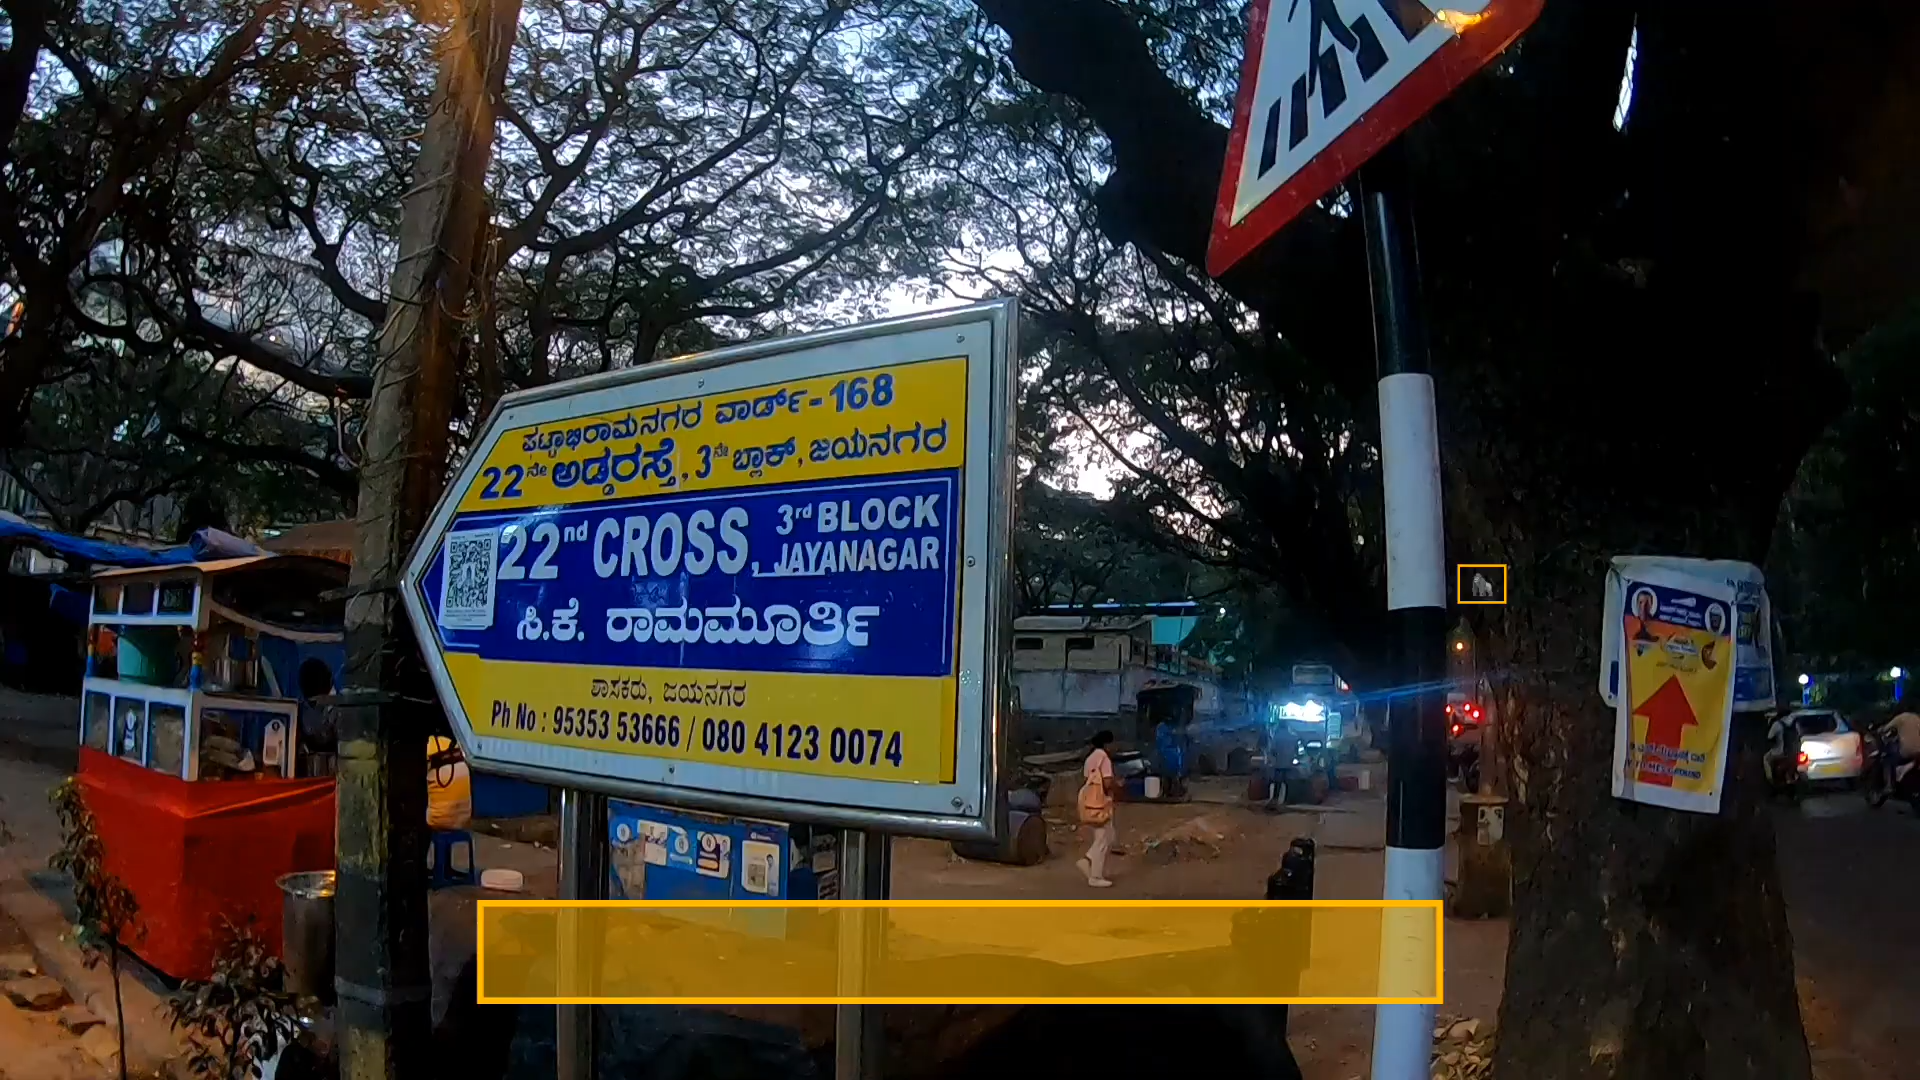 ಪಟ್ಟಾಭಿರಾಮನಗರ ವಾರ್ಡ್-168
22ನೇ ಅಡ್ಡರಸ್ತೆ, 3ನೇ ಬ್ಲಾಕ್, ಜಯನಗರ
22nd CROSS, 3rd BLOCK
JAYANAGAR
ಸಿ.ಕೆ. ರಾಮಮೂರ್ತಿ
ಶಾಸಕರು, ಜಯನಗರ
Ph No : 95353 53666 / 080 4123 0074